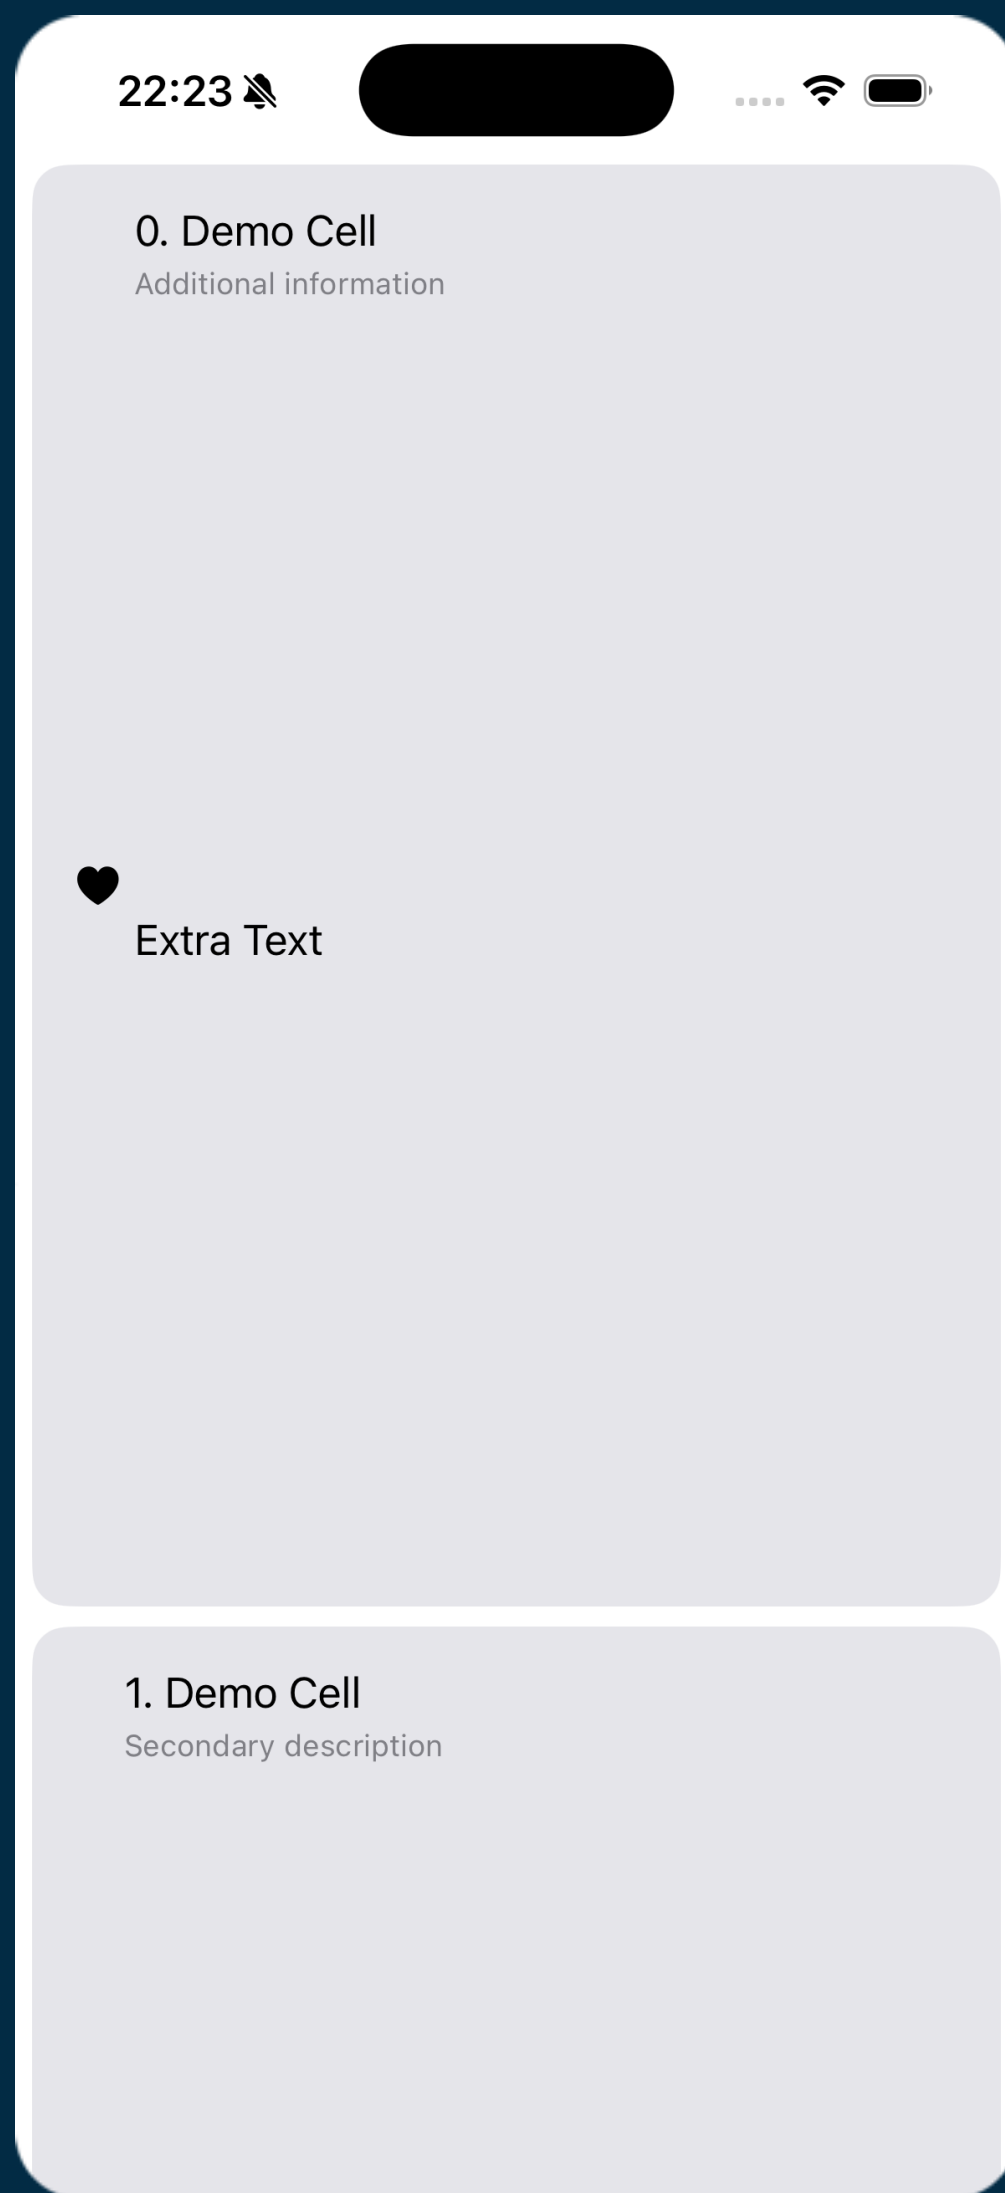 22:23
0. Demo Cell
Additional information
Extra Text
1. Demo Cell
Secondary description